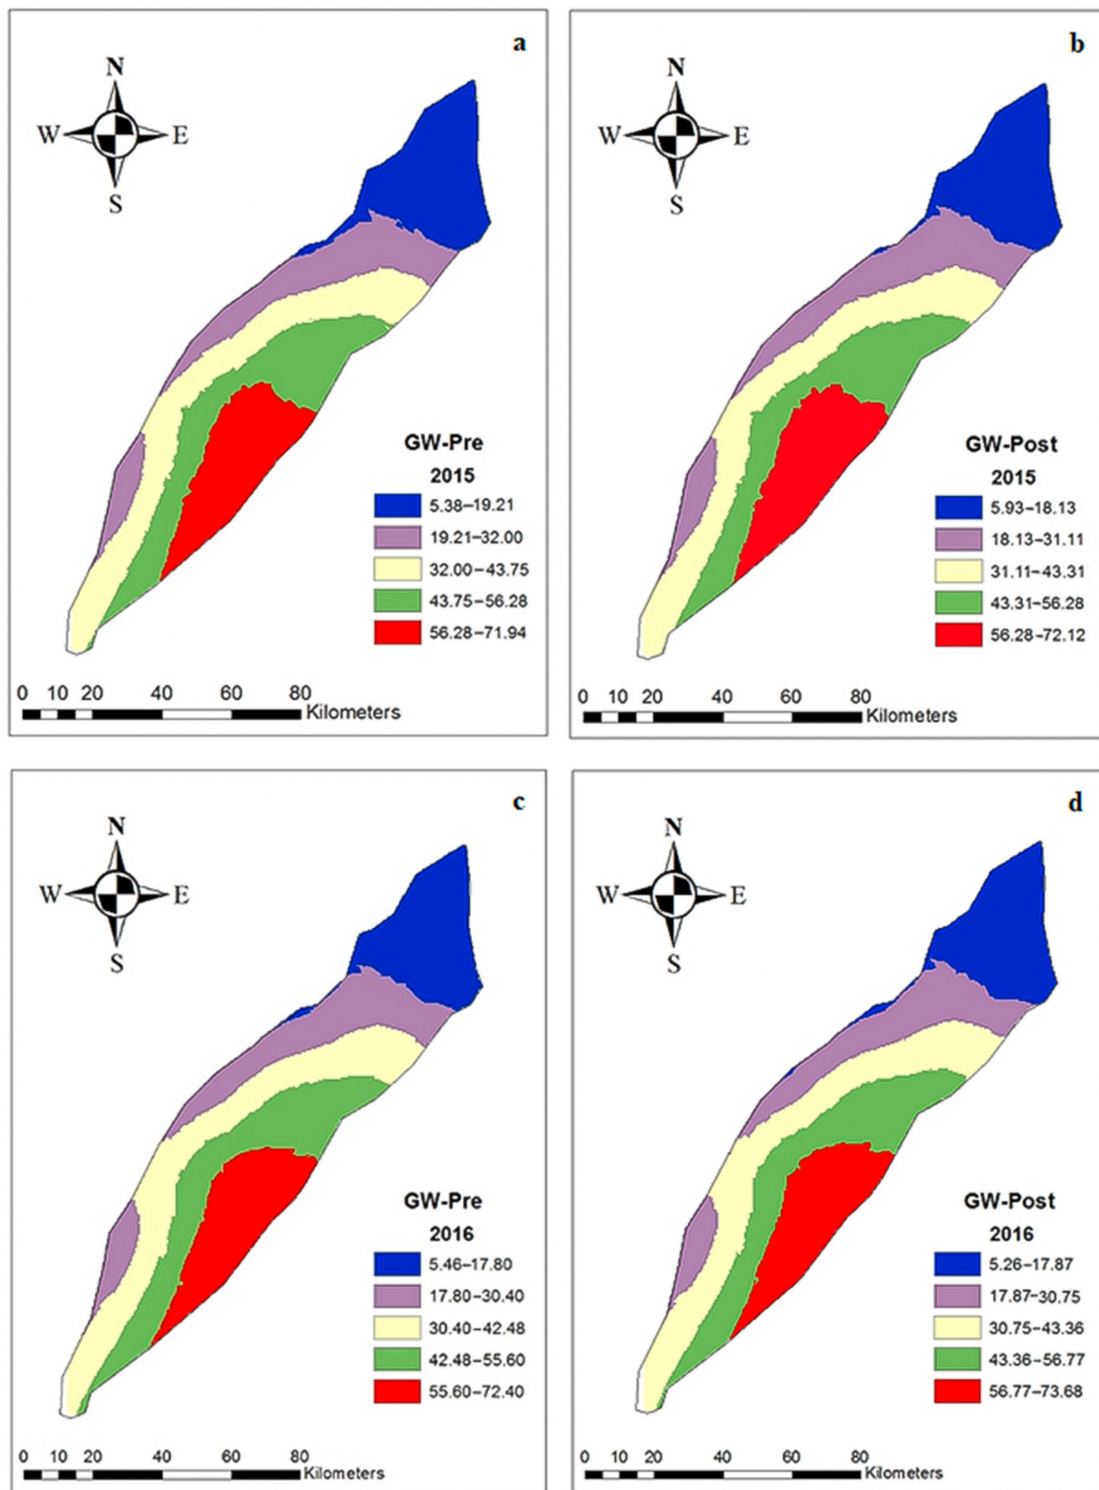 a
N
W E
S
GW-Pre
2015
5.38–19.21
19.21–32.00
32.00–43.75
43.75–56.28
56.28–71.94
0 10 20 40 60 80
Kilometers
b
N
W E
S
GW-Post
2015
5.93–18.13
18.13–31.11
31.11–43.31
43.31–56.28
56.28–72.12
0 10 20 40 60 80
Kilometers
c
N
W E
S
GW-Pre
2016
5.46–17.80
17.80–30.40
30.40–42.48
42.48–55.60
55.60–72.40
0 10 20 40 60 80
Kilometers
d
N
W E
S
GW-Post
2016
5.26–17.87
17.87–30.75
30.75–43.36
43.36–56.77
56.77–73.68
0 10 20 40 60 80
Kilometers